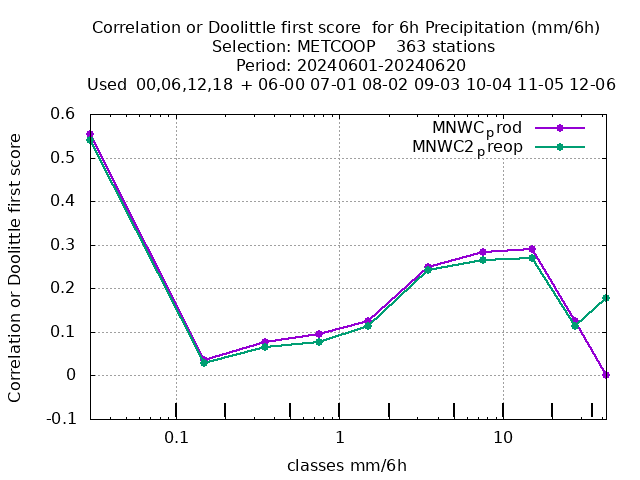 Correlation or Doolittle first score  for 6h Precipitation (mm/6h)
Selection: METCOOP    363 stations
Period: 20240601-20240620
Used  00,06,12,18  + 06-00 07-01 08-02 09-03 10-04 11-05 12-06
MNWCprod
MNWC2preop
Correlation or Doolittle first score
0.6
0.5
0.4
0.3
0.2
0.1
0
-0.1
0.1
1
10
classes mm/6h